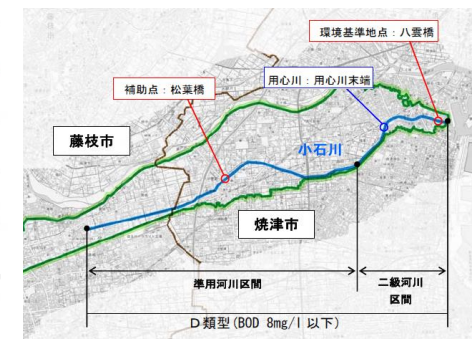 環境基準地点：八雲橋
用心川：用心川末端
補助点：松葉橋
藤枝市
小石川
焼津市
準用河川区間
二級河川
区間
D類型(BOD 8mg/l 以下)